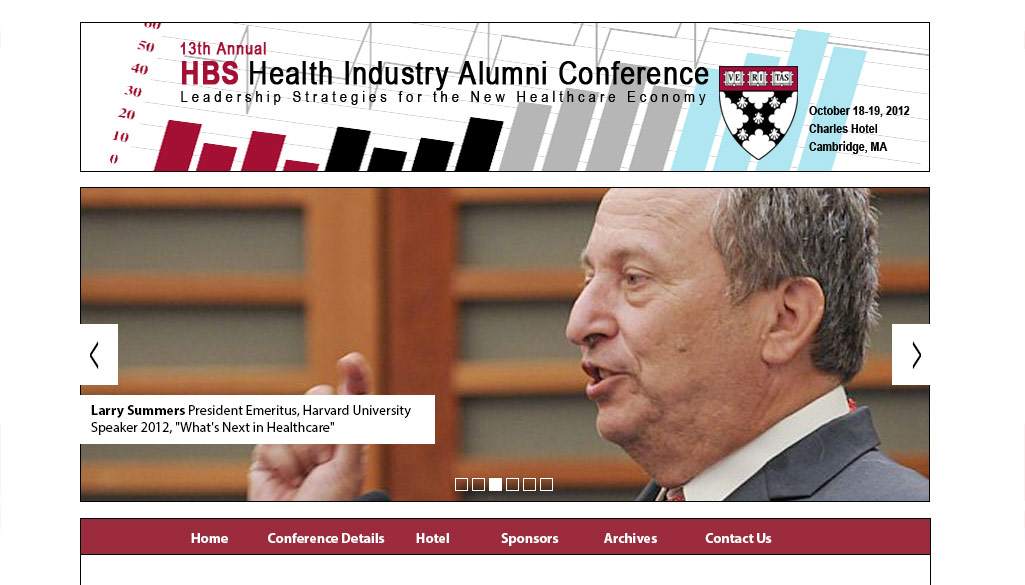 60
50
40
30
20
10
0
13th Annual
HBS Health Industry Alumni Conference
Leadership Strategies for the New Healthcare Economy
VE RI TAS
October 18-19, 2012
Charles Hotel
Cambridge, MA
Larry Summers President Emeritus, Harvard University
Speaker 2012, "What's Next in Healthcare"
Home Conference Details Hotel Sponsors Archives Contact Us